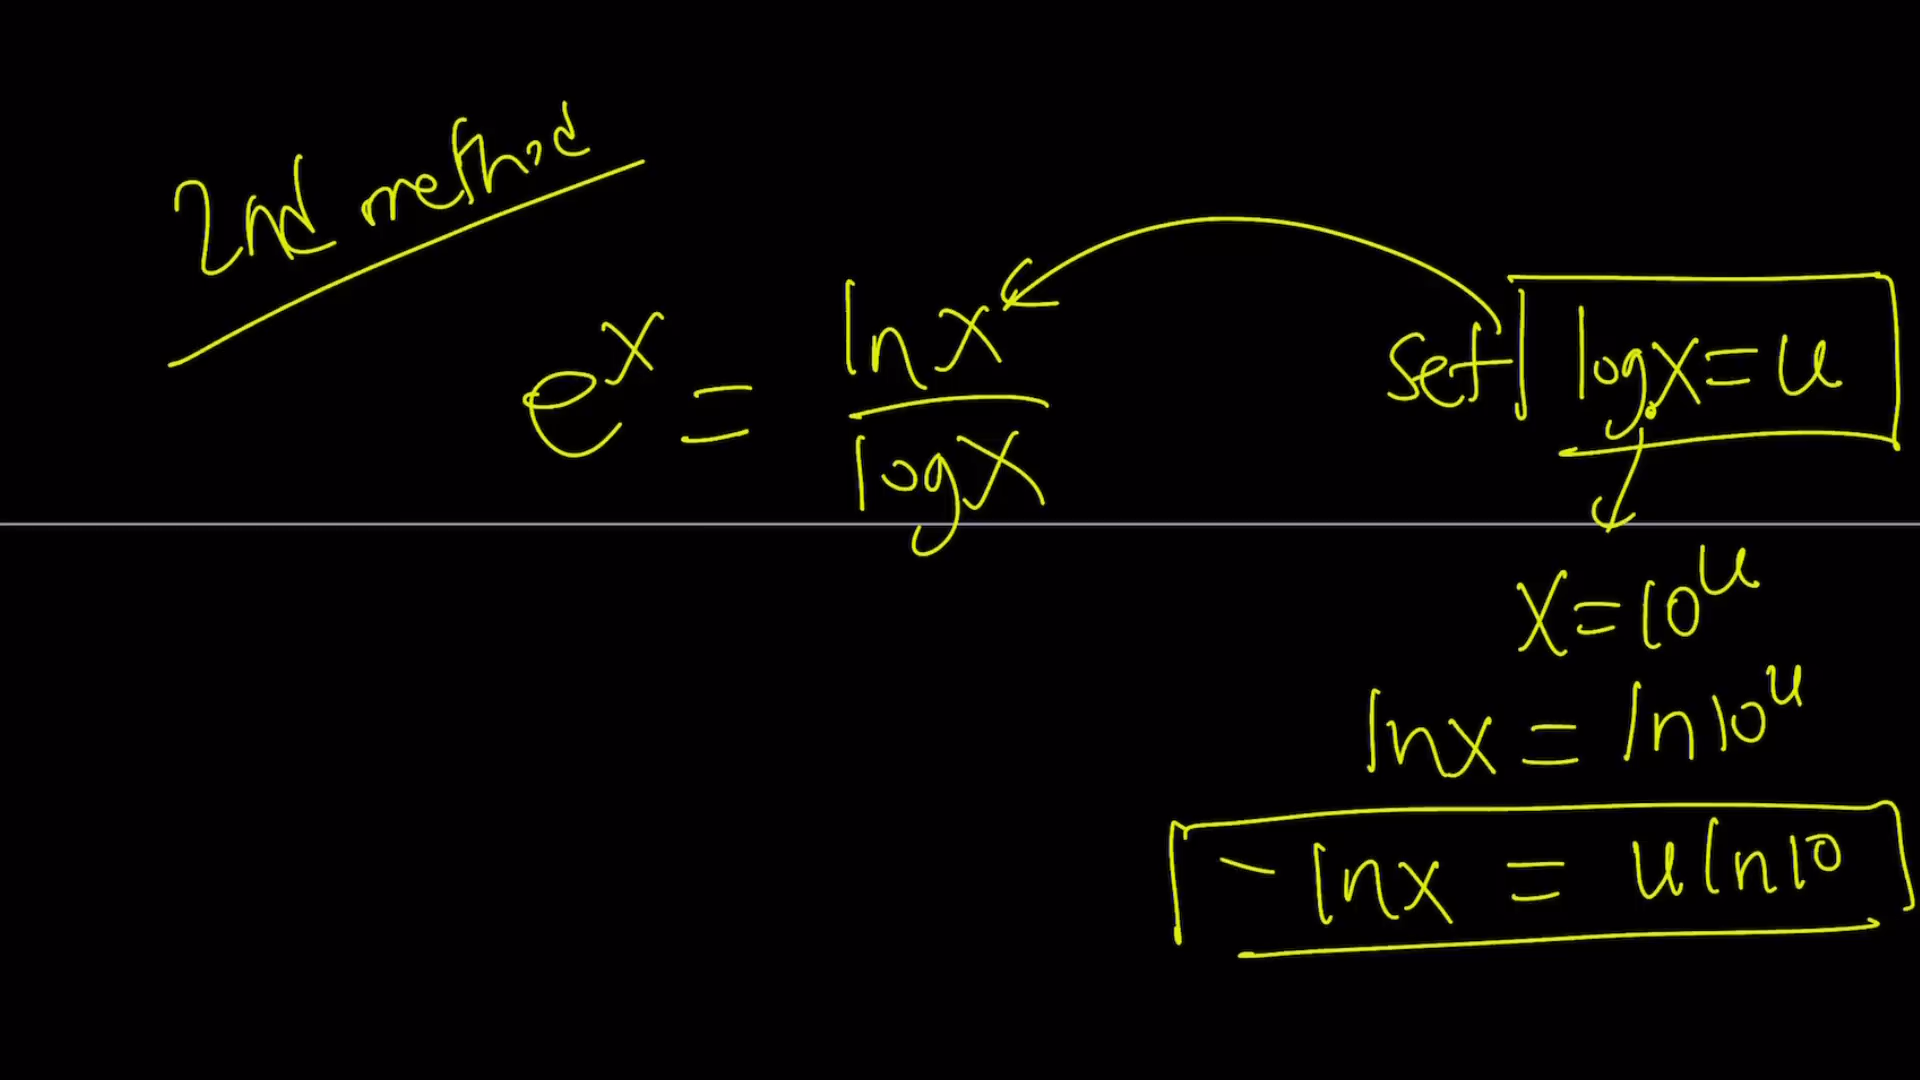 2nd method
e^x = ln x / log x
set log x = u
x = 10^u
ln x = ln 10^u
- ln x = u ln 10